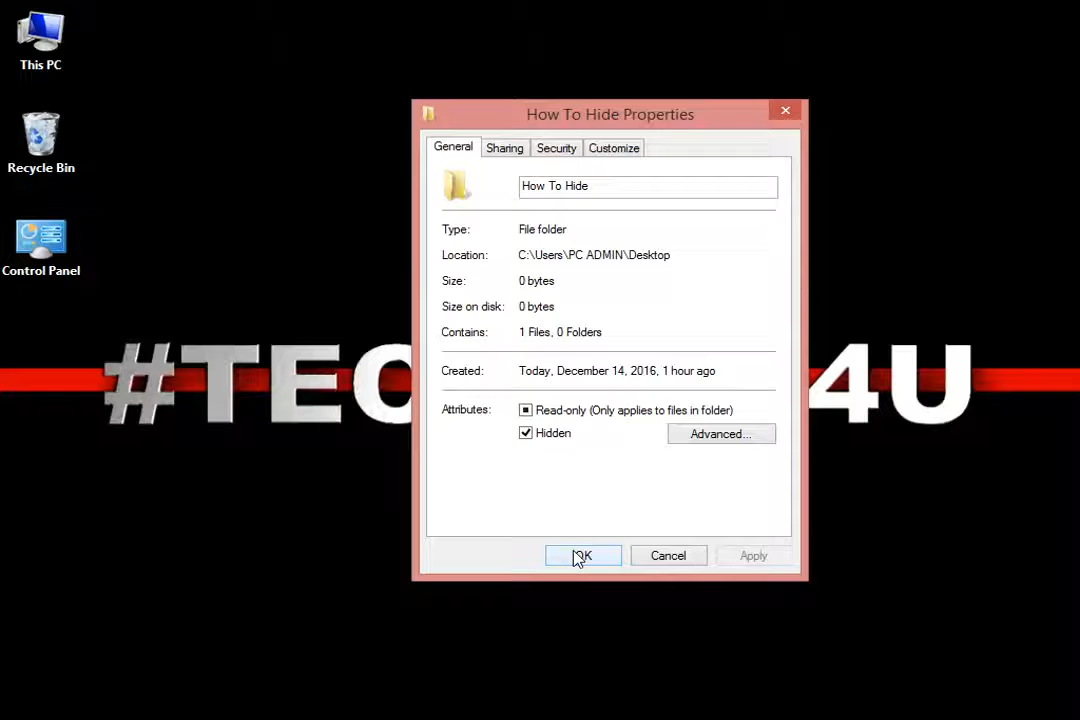 This PC
Recycle Bin
Control Panel
How To Hide Properties
General Sharing Security Customize
How To Hide
Type: File folder
Location: C:\Users\PC ADMIN\Desktop
Size: 0 bytes
Size on disk: 0 bytes
Contains: 1 Files, 0 Folders
Created: Today, December 14, 2016, 1 hour ago
Attributes: Read-only (Only applies to files in folder)
Hidden Advanced...
OK Cancel Apply
4U